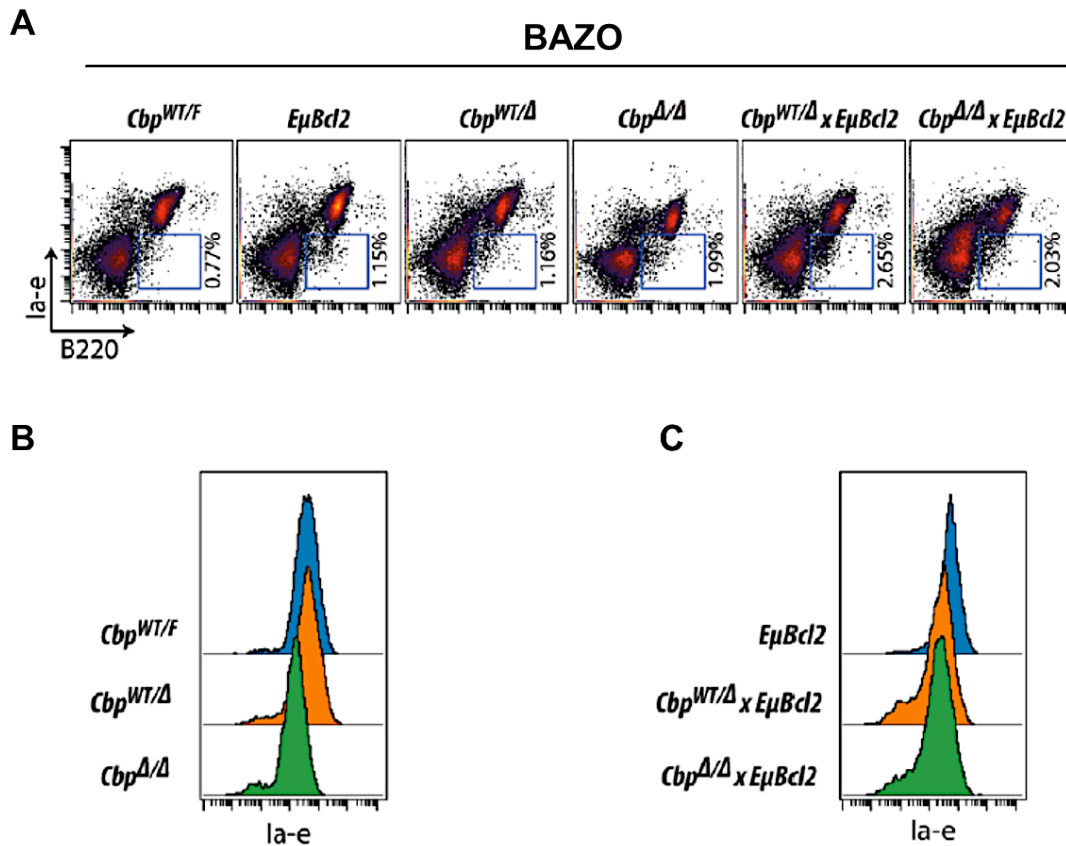 A
BAZO
Cbp^WT/F EμBcl2 Cbp^WT/Δ Cbp^Δ/Δ Cbp^WT/Δ x EμBcl2 Cbp^Δ/Δ x EμBcl2
0.77% 1.15% 1.16% 1.99% 2.65% 2.03%
Ia-e
B220
B C
Cbp^WT/F EμBcl2
Cbp^WT/Δ Cbp^WT/Δ x EμBcl2
Cbp^Δ/Δ Cbp^Δ/Δ x EμBcl2
Ia-e Ia-e